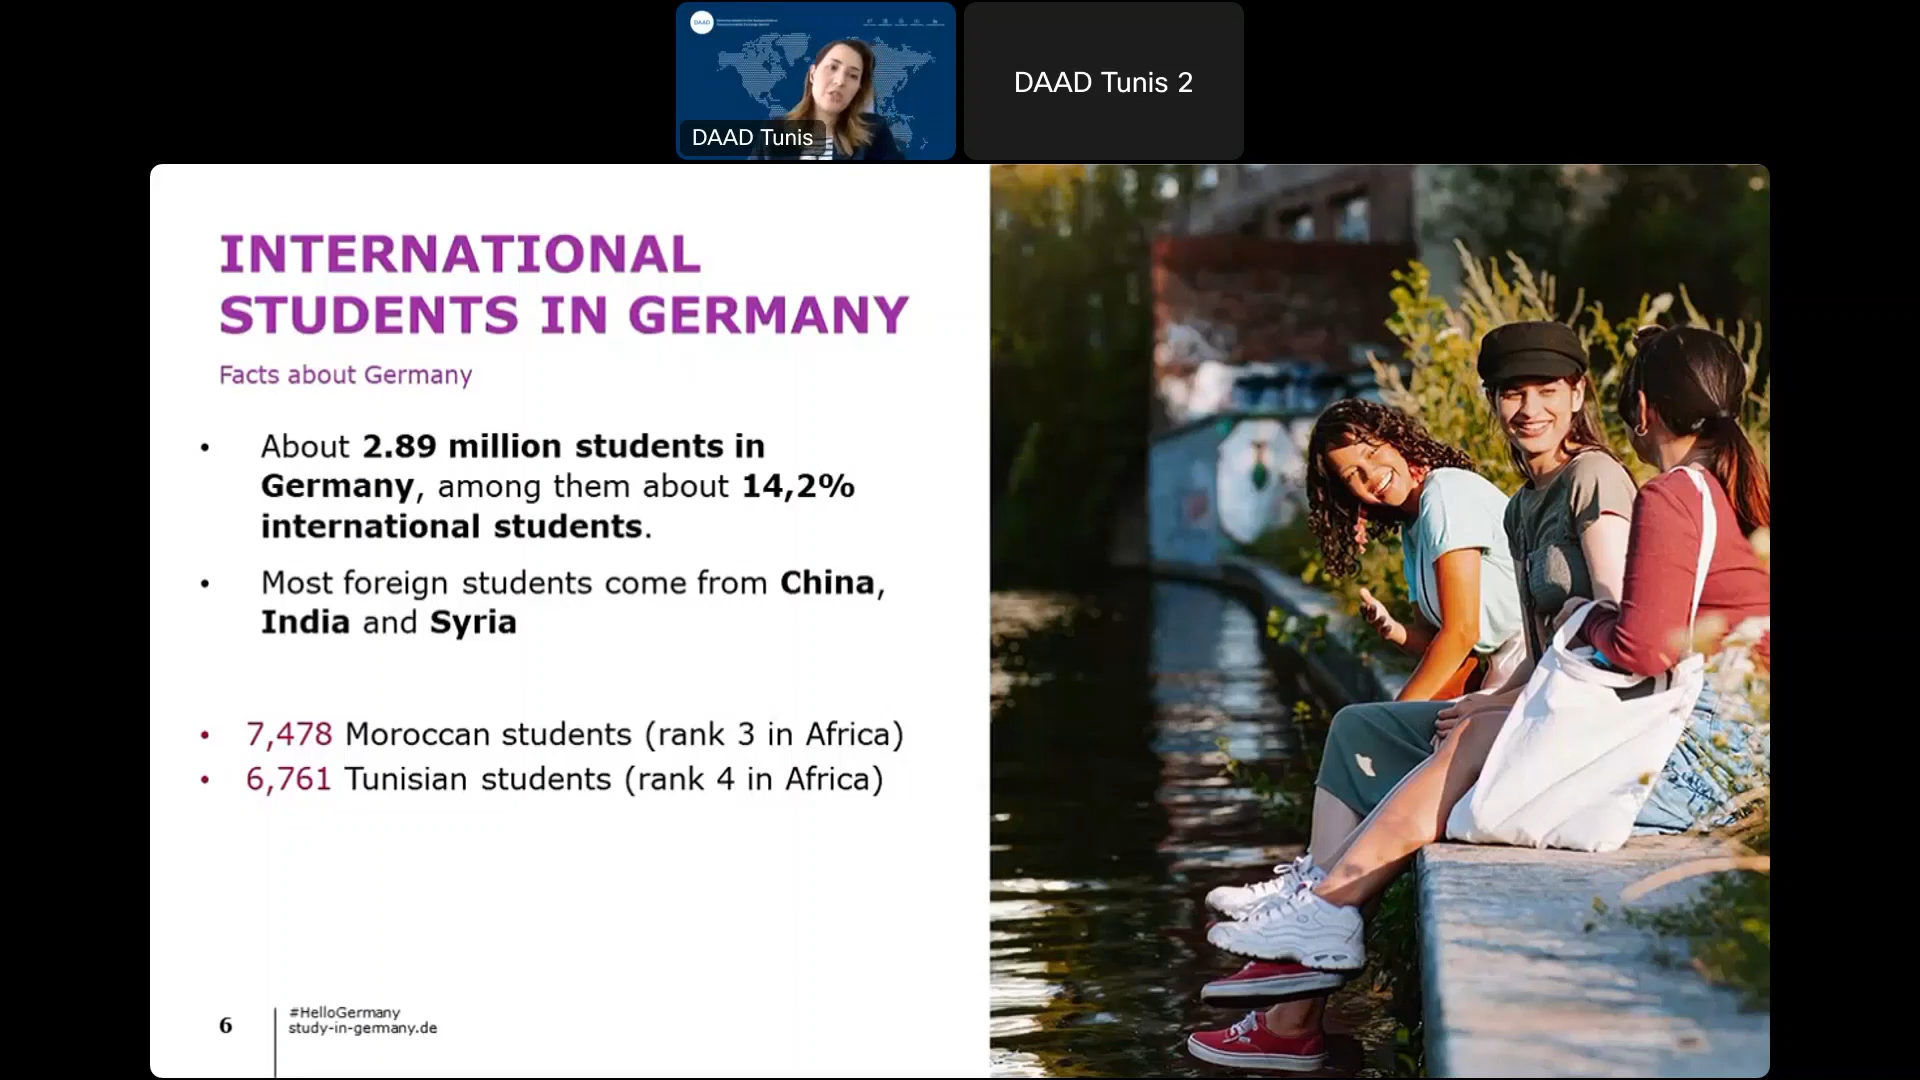 DAAD
DAAD Tunis
DAAD Tunis 2
INTERNATIONAL
STUDENTS IN GERMANY
Facts about Germany
• About 2.89 million students in
Germany, among them about 14,2%
international students.
• Most foreign students come from China,
India and Syria
• 7,478 Moroccan students (rank 3 in Africa)
• 6,761 Tunisian students (rank 4 in Africa)
6
#HelloGermany
study-in-germany.de